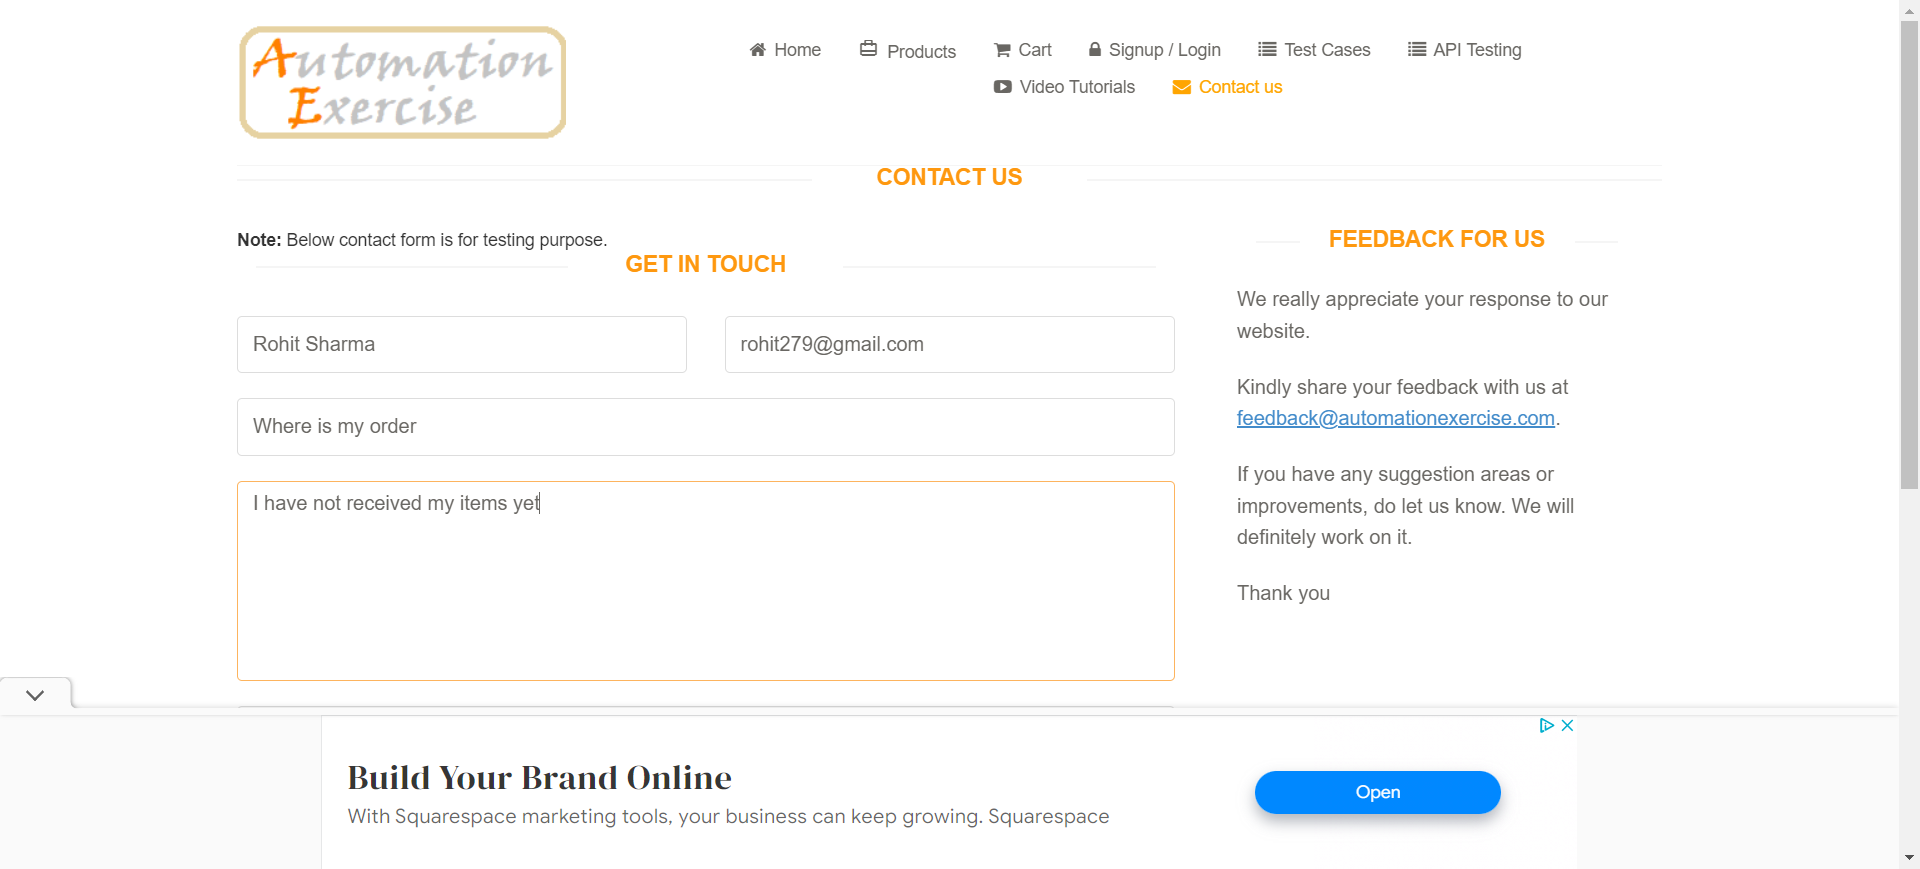 Automation
Exercise
Home
Products
Cart
Signup / Login
Test Cases
API Testing
Video Tutorials
Contact us
CONTACT US
Note: Below contact form is for testing purpose.
GET IN TOUCH
Rohit Sharma
rohit279@gmail.com
Where is my order
I have not received my items yet
FEEDBACK FOR US
We really appreciate your response to our
website.
Kindly share your feedback with us at
feedback@automationexercise.com.
If you have any suggestion areas or
improvements, do let us know. We will
definitely work on it.
Thank you
Build Your Brand Online
With Squarespace marketing tools, your business can keep growing. Squarespace
Open